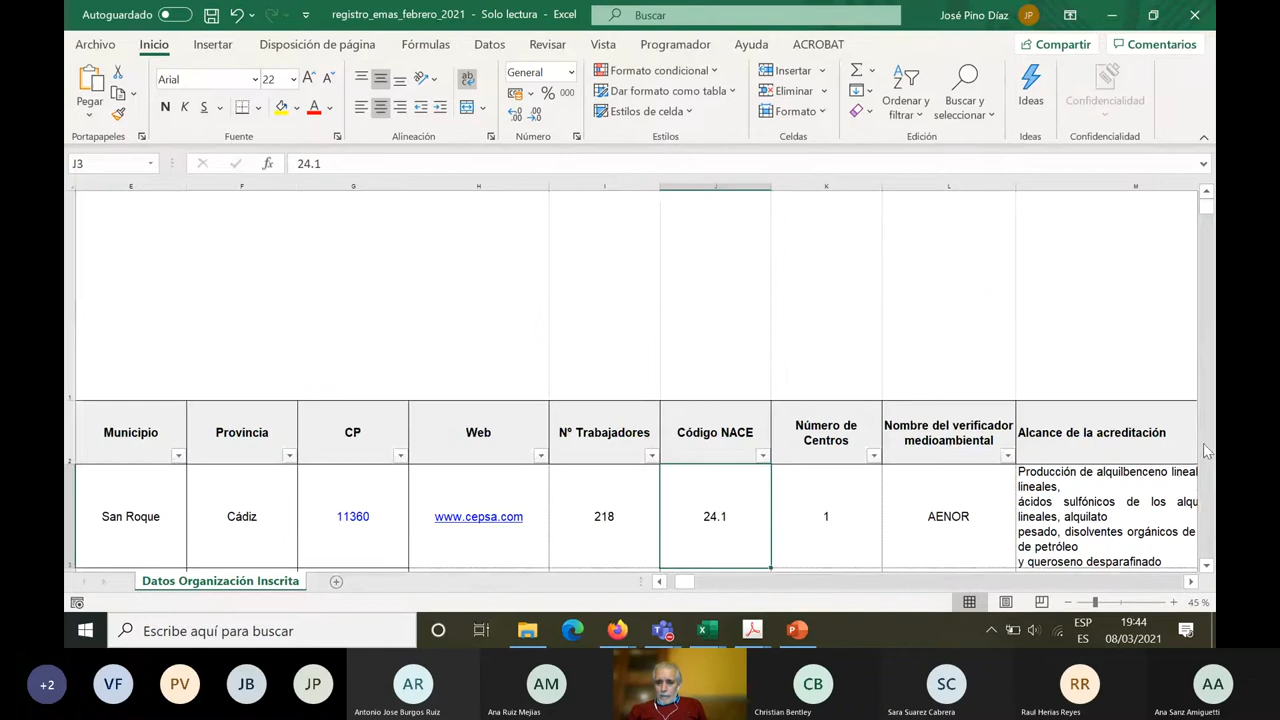 Autoguardado
registro_emas_febrero_2021 - Solo lectura - Excel
Buscar
José Pino Díaz
JP
Archivo
Inicio
Insertar
Disposición de página
Fórmulas
Datos
Revisar
Vista
Programador
Ayuda
ACROBAT
Compartir
Comentarios
Pegar
Arial
22
N K S
General
% 000
Formato condicional
Dar formato como tabla
Estilos de celda
Insertar
Eliminar
Formato
Ordenar y
filtrar
Buscar y
seleccionar
Ideas
Confidencialidad
Portapapeles
Fuente
Alineación
Número
Estilos
Celdas
Edición
Ideas
Confidencialidad
J3
fx
24.1
E F G H I J K L M
1
Municipio
Provincia
CP
Web
Nº Trabajadores
Código NACE
Número de
Centros
Nombre del verificador
medioambiental
Alcance de la acreditación
2
San Roque
Cádiz
11360
www.cepsa.com
218
24.1
1
AENOR
Producción de alquilbenceno lineal
lineales,
ácidos sulfónicos de los alqu
lineales, alquilato
pesado, disolventes orgánicos de
de petróleo
y queroseno desparafinado
3
Datos Organización Inscrita
45 %
Escribe aquí para buscar
ESP
ES
19:44
08/03/2021
+2
VF
PV
JB
JP
AR
Antonio Jose Burgos Ruiz
AM
Ana Ruiz Mejias
CB
Christian Bentley
SC
Sara Suarez Cabrera
RR
Raul Herias Reyes
AA
Ana Sanz Amiguetti